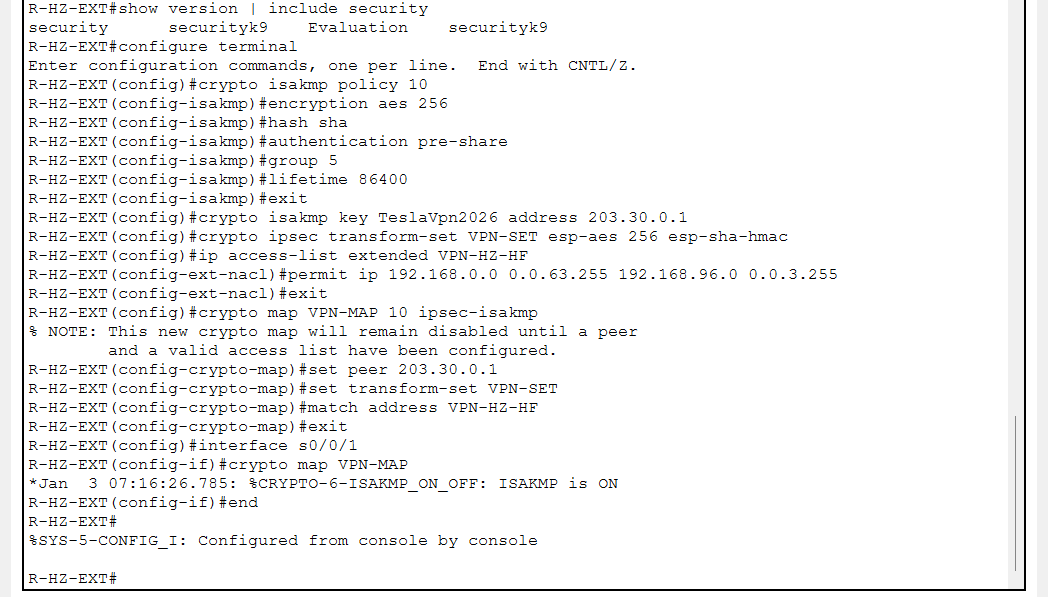 R-HZ-EXT#show version | include security
security      securityk9    Evaluation    securityk9
R-HZ-EXT#configure terminal
Enter configuration commands, one per line.  End with CNTL/Z.
R-HZ-EXT(config)#crypto isakmp policy 10
R-HZ-EXT(config-isakmp)#encryption aes 256
R-HZ-EXT(config-isakmp)#hash sha
R-HZ-EXT(config-isakmp)#authentication pre-share
R-HZ-EXT(config-isakmp)#group 5
R-HZ-EXT(config-isakmp)#lifetime 86400
R-HZ-EXT(config-isakmp)#exit
R-HZ-EXT(config)#crypto isakmp key TeslaVpn2026 address 203.30.0.1
R-HZ-EXT(config)#crypto ipsec transform-set VPN-SET esp-aes 256 esp-sha-hmac
R-HZ-EXT(config)#ip access-list extended VPN-HZ-HF
R-HZ-EXT(config-ext-nacl)#permit ip 192.168.0.0 0.0.63.255 192.168.96.0 0.0.3.255
R-HZ-EXT(config-ext-nacl)#exit
R-HZ-EXT(config)#crypto map VPN-MAP 10 ipsec-isakmp
% NOTE: This new crypto map will remain disabled until a peer
        and a valid access list have been configured.
R-HZ-EXT(config-crypto-map)#set peer 203.30.0.1
R-HZ-EXT(config-crypto-map)#set transform-set VPN-SET
R-HZ-EXT(config-crypto-map)#match address VPN-HZ-HF
R-HZ-EXT(config-crypto-map)#exit
R-HZ-EXT(config)#interface s0/0/1
R-HZ-EXT(config-if)#crypto map VPN-MAP
*Jan  3 07:16:26.785: %CRYPTO-6-ISAKMP_ON_OFF: ISAKMP is ON
R-HZ-EXT(config-if)#end
R-HZ-EXT#
%SYS-5-CONFIG_I: Configured from console by console
R-HZ-EXT#